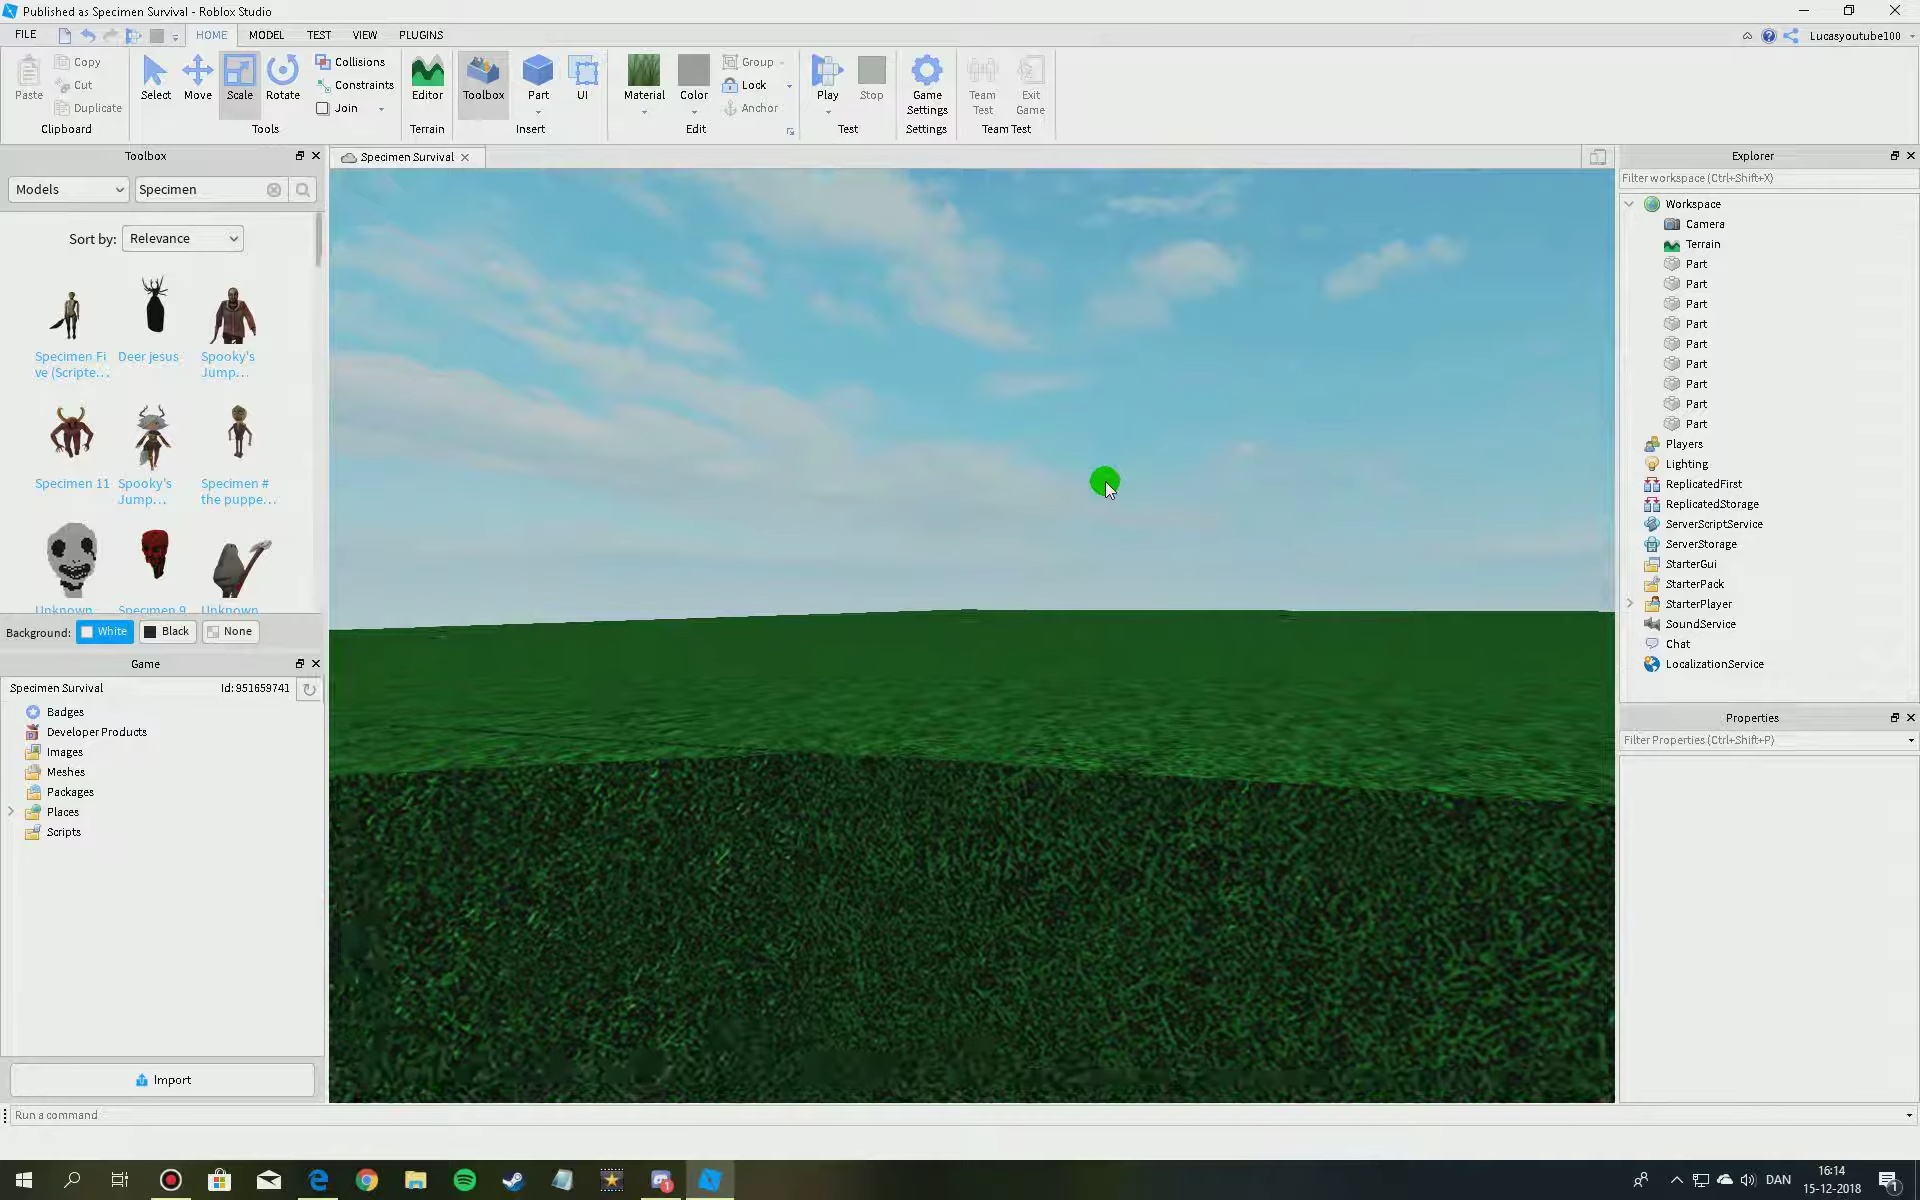 Published as Specimen Survival - Roblox Studio
FILE HOME MODEL TEST VIEW PLUGINS Lucasyoutube100
Paste Copy Cut Duplicate
Clipboard
Select Move Scale Rotate
Collisions
Constraints
Join
Tools
Editor
Terrain
Toolbox Part UI
Insert
Material Color Group Lock Anchor
Edit
Play Stop
Test
Game Settings
Settings
Team Test
Exit Game
Team Test
Toolbox
Models Specimen
Sort by: Relevance
Specimen Fi
ve (Scripte...
Deer jesus
Spooky's
Jump...
Specimen 11
Spooky's
Jump...
Specimen #
the puppe...
Unknown
Specimen 9
Unknown
Background: White Black None
Game
Specimen Survival Id: 951659741
Badges
Developer Products
Images
Meshes
Packages
Places
Scripts
Import
Run a command
Specimen Survival
Explorer
Filter workspace (Ctrl+Shift+X)
Workspace
Camera
Terrain
Part
Part
Part
Part
Part
Part
Part
Part
Part
Players
Lighting
ReplicatedFirst
ReplicatedStorage
ServerScriptService
ServerStorage
StarterGui
StarterPack
StarterPlayer
SoundService
Chat
LocalizationService
Properties
Filter Properties (Ctrl+Shift+P)
DAN
16:14
15-12-2018
1
1